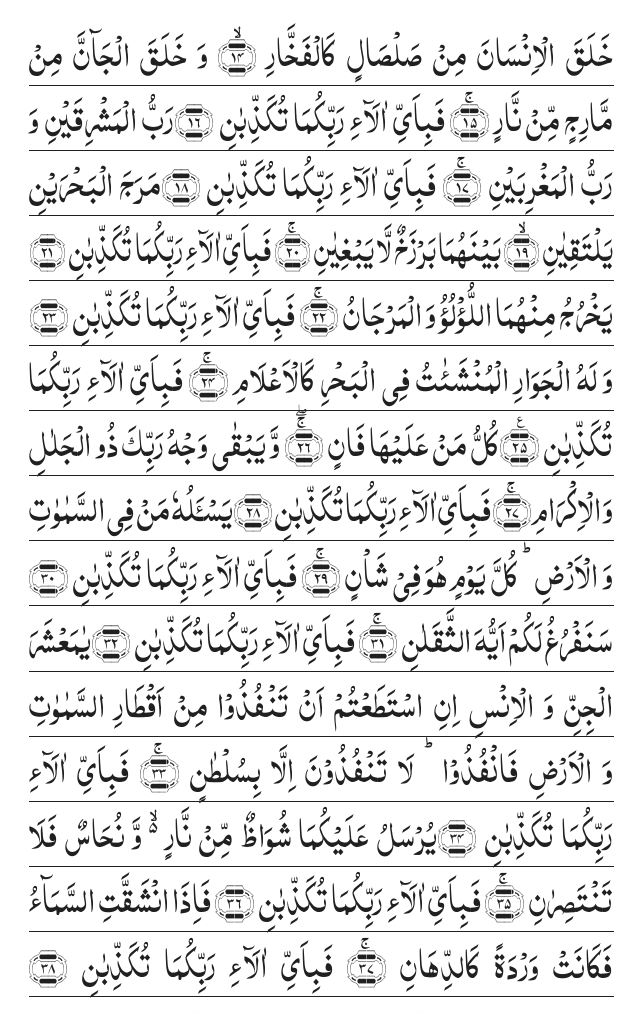 خَلَقَ الْاِنْسَانَ مِنْ صَلْصَالٍ كَالْفَخَّارِ ۙ﴿۱۴﴾ وَ خَلَقَ الْجَآنَّ مِنْ
مَّارِجٍ مِّنْ نَّارٍ ۚ﴿۱۵﴾ فَبِاَیِّ اٰلَآءِ رَبِّکُمَا تُکَذِّبٰنِ ﴿۱۶﴾ رَبُّ الْمَشْرِقَیْنِ وَ
رَبُّ الْمَغْرِبَیْنِ ۚ﴿۱۷﴾ فَبِاَیِّ اٰلَآءِ رَبِّکُمَا تُکَذِّبٰنِ ﴿۱۸﴾ مَرَجَ الْبَحْرَیْنِ
یَلْتَقِیٰنِ ۙ﴿۱۹﴾ بَیْنَهُمَا بَرْزَخٌ لَّا یَبْغِیٰنِ ۚ﴿۲۰﴾ فَبِاَیِّ اٰلَآءِ رَبِّکُمَا تُکَذِّبٰنِ ﴿۲۱﴾
یَخْرُجُ مِنْهُمَا اللُّؤْلُؤُ وَ الْمَرْجَانُ ۚ﴿۲۲﴾ فَبِاَیِّ اٰلَآءِ رَبِّکُمَا تُکَذِّبٰنِ ﴿۲۳﴾
وَ لَهُ الْجَوَارِ الْمُنْشَئٰتُ فِی الْبَحْرِ کَالْاَعْلَامِ ۚ﴿۲۴﴾ فَبِاَیِّ اٰلَآءِ رَبِّکُمَا
تُکَذِّبٰنِ ﴿۲۵﴾٪ کُلُّ مَنْ عَلَیْهَا فَانٍ ﴿ۚۖ۲۶﴾ وَّ یَبْقٰی وَجْهُ رَبِّكَ ذُو الْجَلٰلِ
وَ الْاِکْرَامِ ۚ﴿۲۷﴾ فَبِاَیِّ اٰلَآءِ رَبِّکُمَا تُکَذِّبٰنِ ﴿۲۸﴾ یَسْـَٔلُهٗ مَنْ فِی السَّمٰوٰتِ
وَ الْاَرْضِ ؕ کُلَّ یَوْمٍ هُوَ فِیْ شَاْنٍ ۚ﴿۲۹﴾ فَبِاَیِّ اٰلَآءِ رَبِّکُمَا تُکَذِّبٰنِ ﴿۳۰﴾
سَنَفْرُغُ لَکُمْ اَیُّهَ الثَّقَلٰنِ ۚ﴿۳۱﴾ فَبِاَیِّ اٰلَآءِ رَبِّکُمَا تُکَذِّبٰنِ ﴿۳۲﴾ یٰمَعْشَرَ
الْجِنِّ وَ الْاِنْسِ اِنِ اسْتَطَعْتُمْ اَنْ تَنْفُذُوْا مِنْ اَقْطَارِ السَّمٰوٰتِ
وَ الْاَرْضِ فَانْفُذُوْا ؕ لَا تَنْفُذُوْنَ اِلَّا بِسُلْطٰنٍ ۚ﴿۳۳﴾ فَبِاَیِّ اٰلَآءِ
رَبِّکُمَا تُکَذِّبٰنِ ﴿۳۴﴾ یُرْسَلُ عَلَیْکُمَا شُوَاظٌ مِّنْ نَّارٍ ۙ۬ وَّ نُحَاسٌ فَلَا
تَنْتَصِرٰنِ ۚ﴿۳۵﴾ فَبِاَیِّ اٰلَآءِ رَبِّکُمَا تُکَذِّبٰنِ ﴿۳۶﴾ فَاِذَا انْشَقَّتِ السَّمَآءُ
فَکَانَتْ وَرْدَةً کَالدِّهَانِ ۚ﴿۳۷﴾ فَبِاَیِّ اٰلَآءِ رَبِّکُمَا تُکَذِّبٰنِ ﴿۳۸﴾